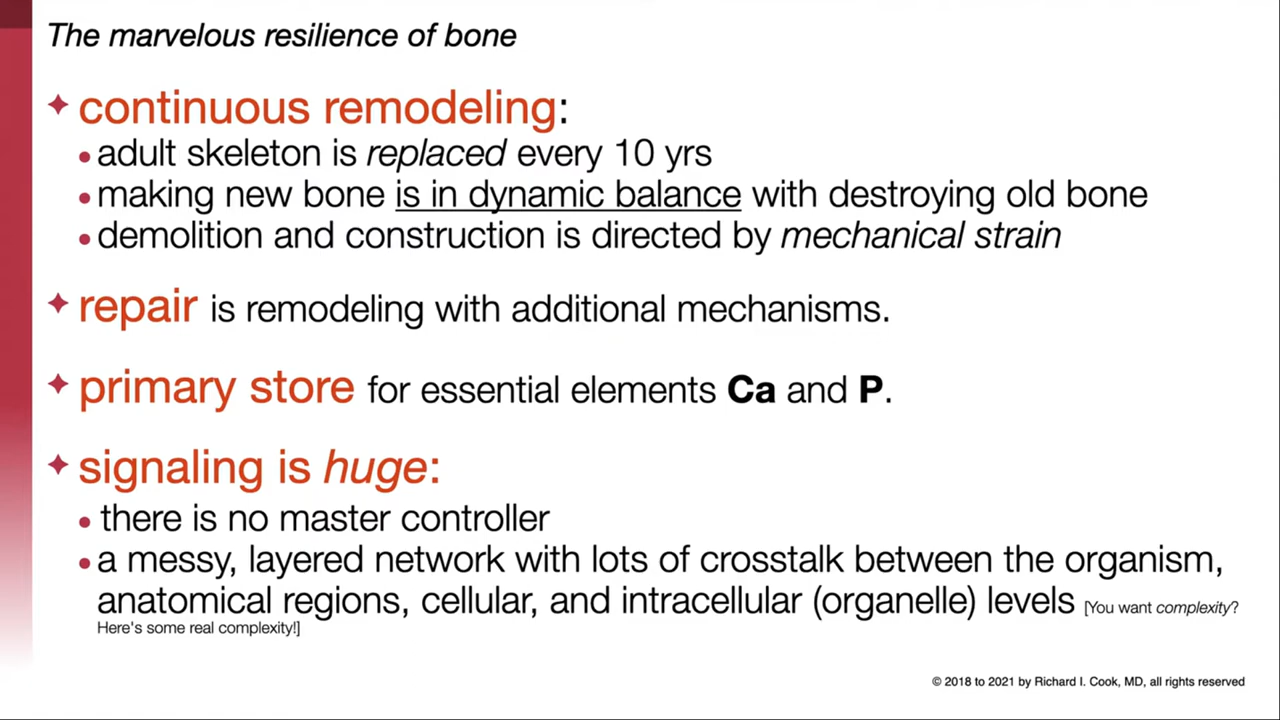 The marvelous resilience of bone
continuous remodeling:
adult skeleton is replaced every 10 yrs
making new bone is in dynamic balance with destroying old bone
demolition and construction is directed by mechanical strain
repair is remodeling with additional mechanisms.
primary store for essential elements Ca and P.
signaling is huge:
there is no master controller
a messy, layered network with lots of crosstalk between the organism,
anatomical regions, cellular, and intracellular (organelle) levels [You want complexity?
Here's some real complexity!]
© 2018 to 2021 by Richard I. Cook, MD, all rights reserved